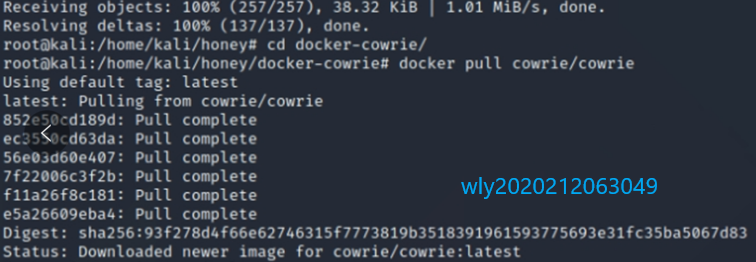 Receiving objects: 100% (257/257), 38.32 KiB | 1.01 MiB/s, done.
Resolving deltas: 100% (137/137), done.
root@kali:/home/kali/honey# cd docker-cowrie/
root@kali:/home/kali/honey/docker-cowrie# docker pull cowrie/cowrie
Using default tag: latest
latest: Pulling from cowrie/cowrie
852e50cd189d: Pull complete
ec3550cd63da: Pull complete
56e03d60e407: Pull complete
7f22006c3f2b: Pull complete
wly2020212063049
f11a26f8c181: Pull complete
e5a26609eba4: Pull complete
Digest: sha256:93f278d4f66e62746315f7773819b3518391961593775693e31fc35ba5067d83
Status: Downloaded newer image for cowrie/cowrie:latest